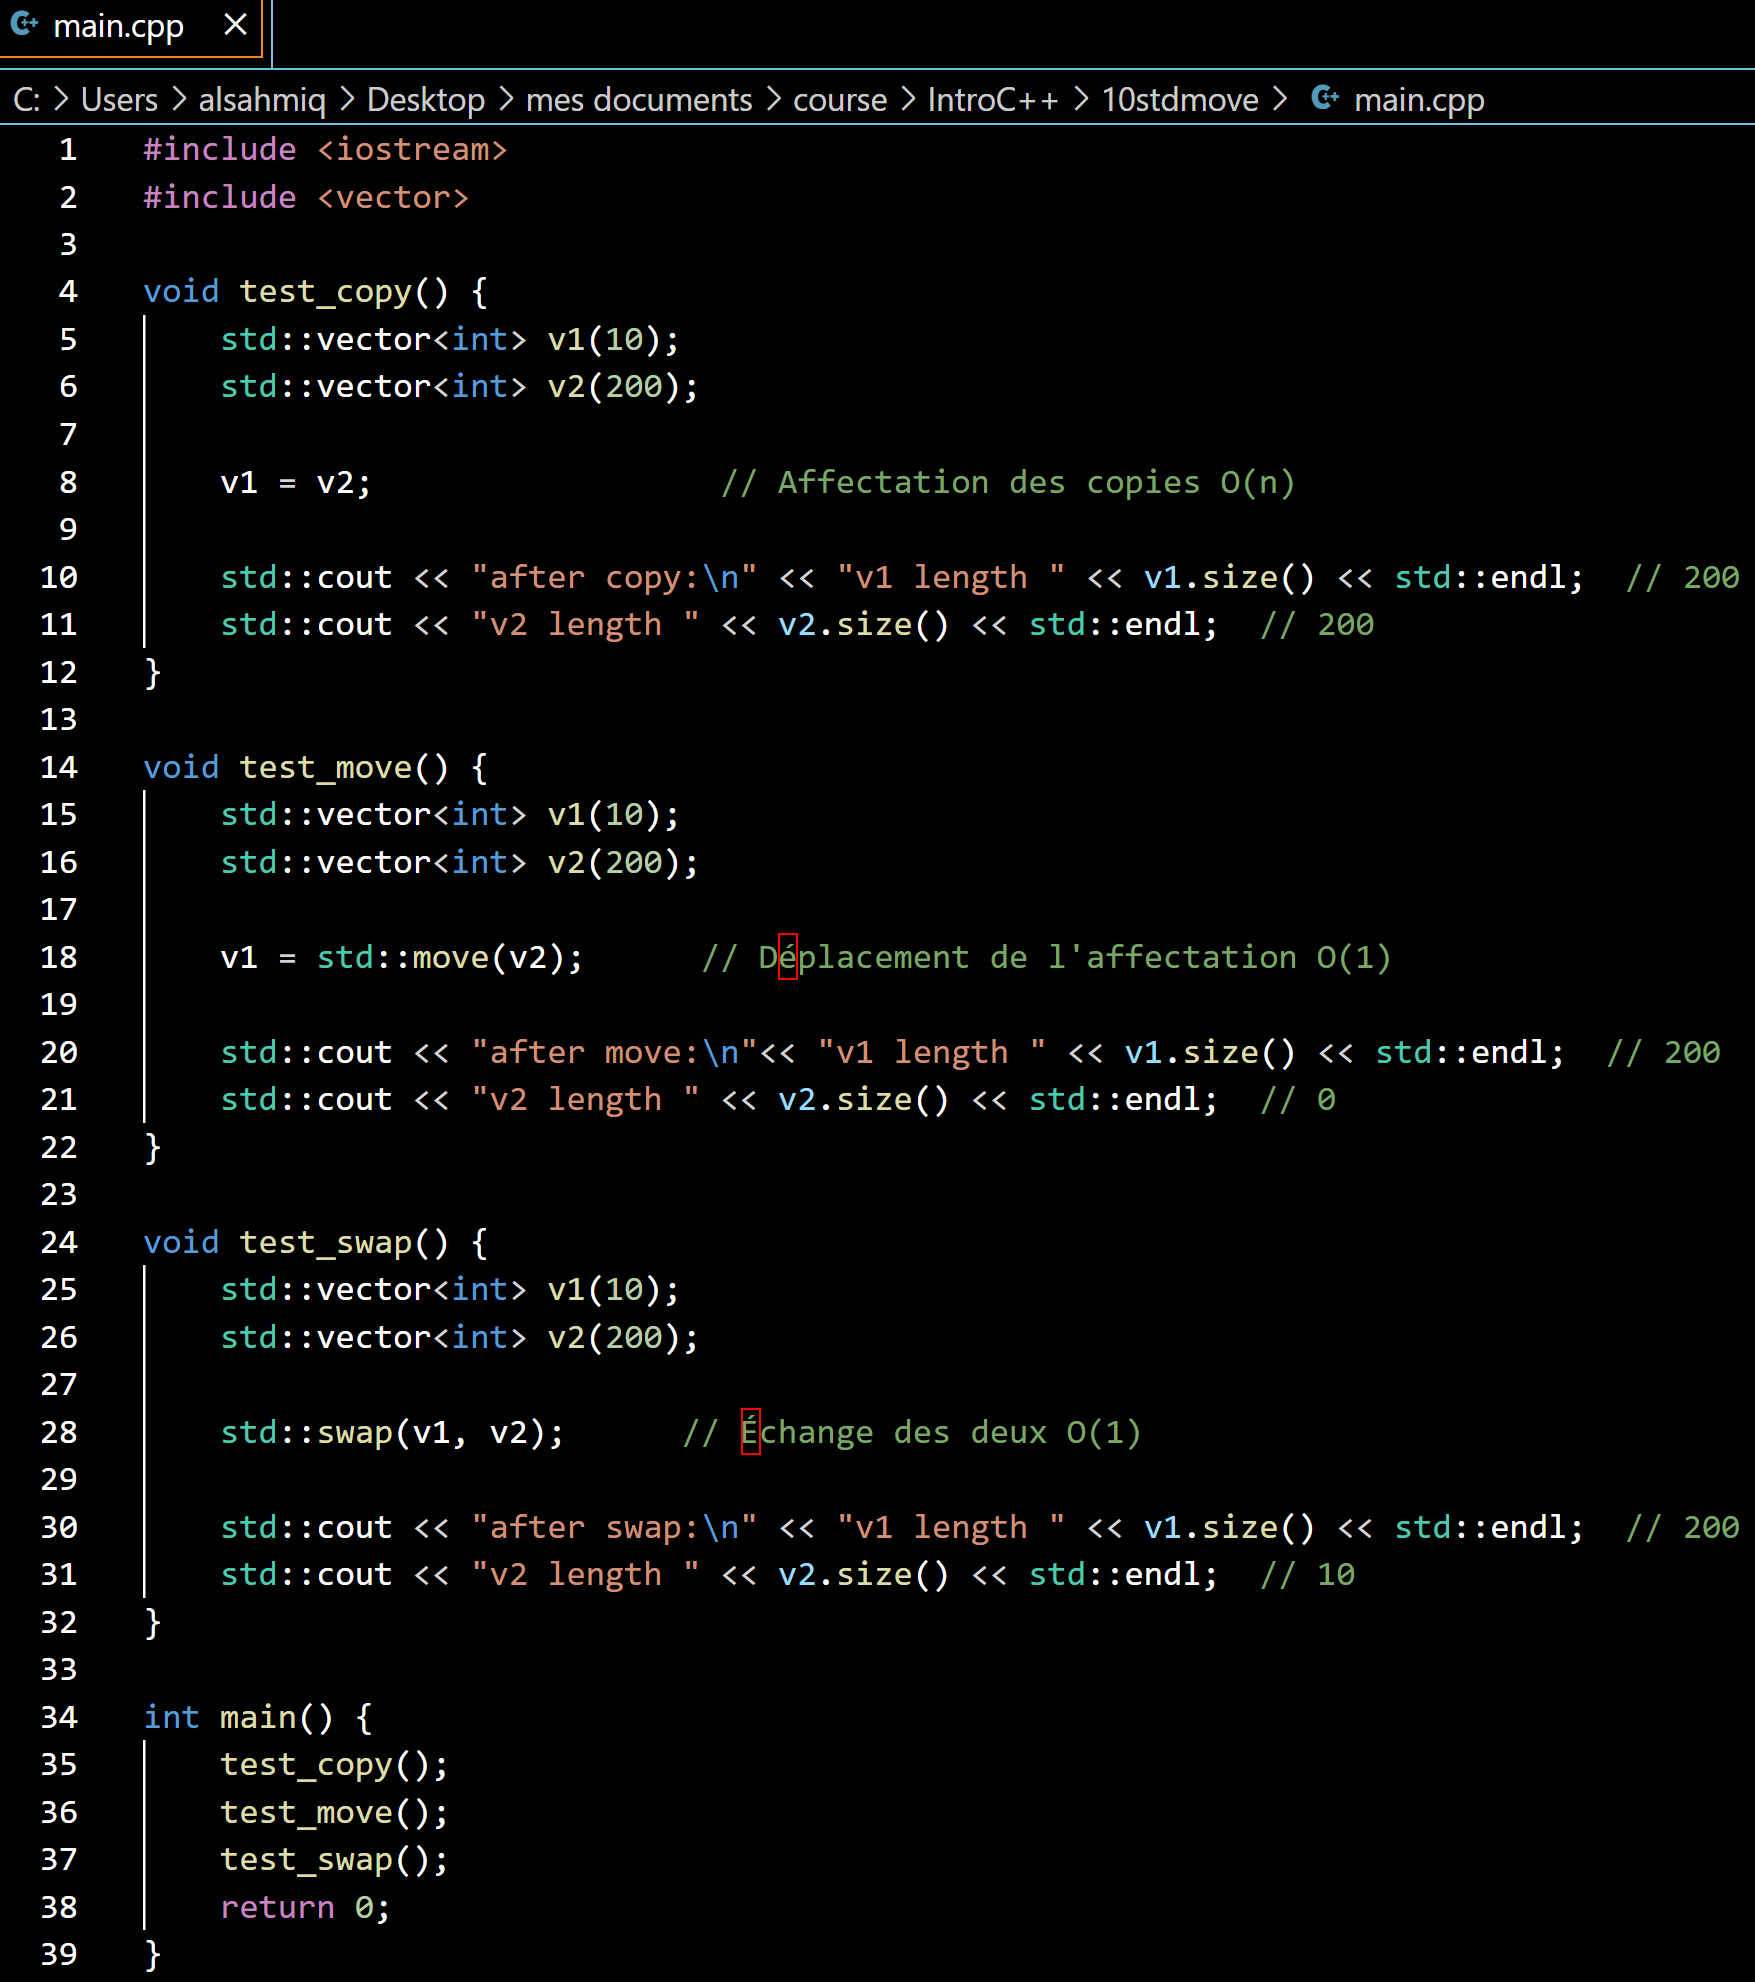 main.cpp
C: > Users > alsahmiq > Desktop > mes documents > course > IntroC++ > 10stdmove > main.cpp
1 #include <iostream>
2 #include <vector>
3
4 void test_copy() {
5     std::vector<int> v1(10);
6     std::vector<int> v2(200);
7
8     v1 = v2;                  // Affectation des copies O(n)
9
10     std::cout << "after copy:\n" << "v1 length " << v1.size() << std::endl;  // 200
11     std::cout << "v2 length " << v2.size() << std::endl;  // 200
12 }
13
14 void test_move() {
15     std::vector<int> v1(10);
16     std::vector<int> v2(200);
17
18     v1 = std::move(v2);      // Déplacement de l'affectation O(1)
19
20     std::cout << "after move:\n"<< "v1 length " << v1.size() << std::endl;  // 200
21     std::cout << "v2 length " << v2.size() << std::endl;  // 0
22 }
23
24 void test_swap() {
25     std::vector<int> v1(10);
26     std::vector<int> v2(200);
27
28     std::swap(v1, v2);      // Échange des deux O(1)
29
30     std::cout << "after swap:\n" << "v1 length " << v1.size() << std::endl;  // 200
31     std::cout << "v2 length " << v2.size() << std::endl;  // 10
32 }
33
34 int main() {
35     test_copy();
36     test_move();
37     test_swap();
38     return 0;
39 }